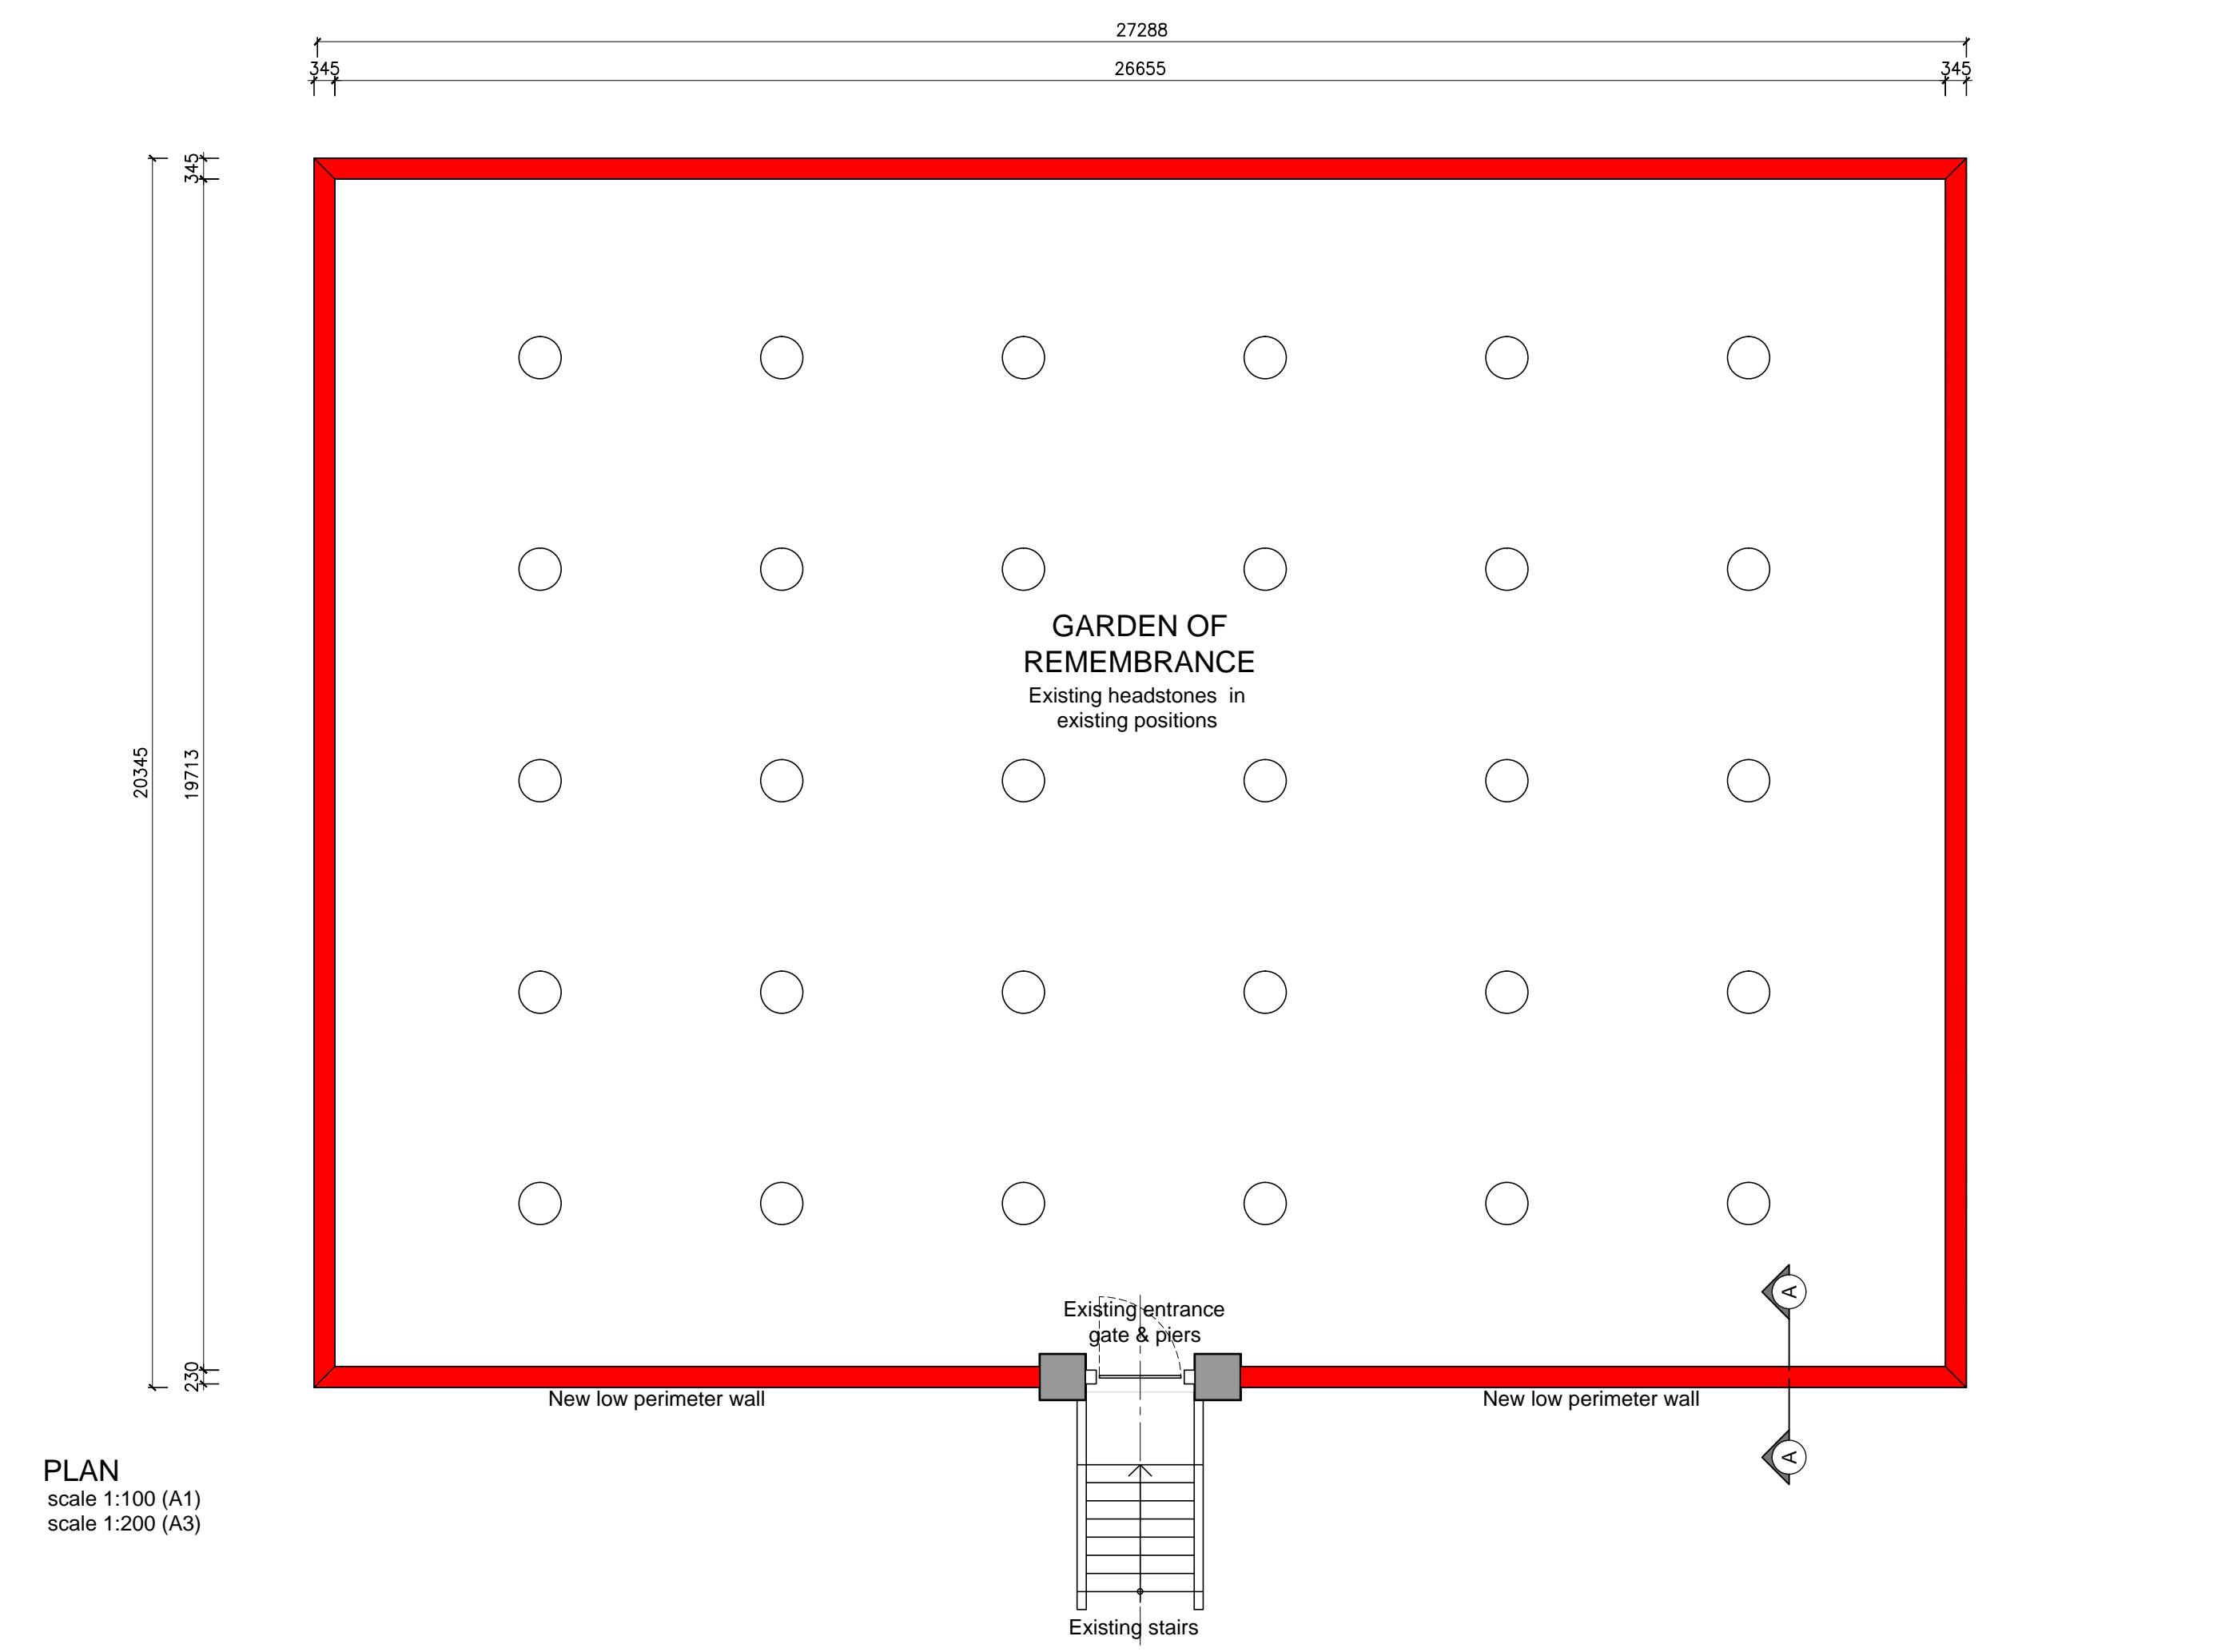 27288
345
26655
345
345
20345
19713
230
GARDEN OF
REMEMBRANCE
Existing headstones in
existing positions
A
Existing entrance
gate & piers
New low perimeter wall
New low perimeter wall
A
PLAN
scale 1:100 (A1)
scale 1:200 (A3)
Existing stairs